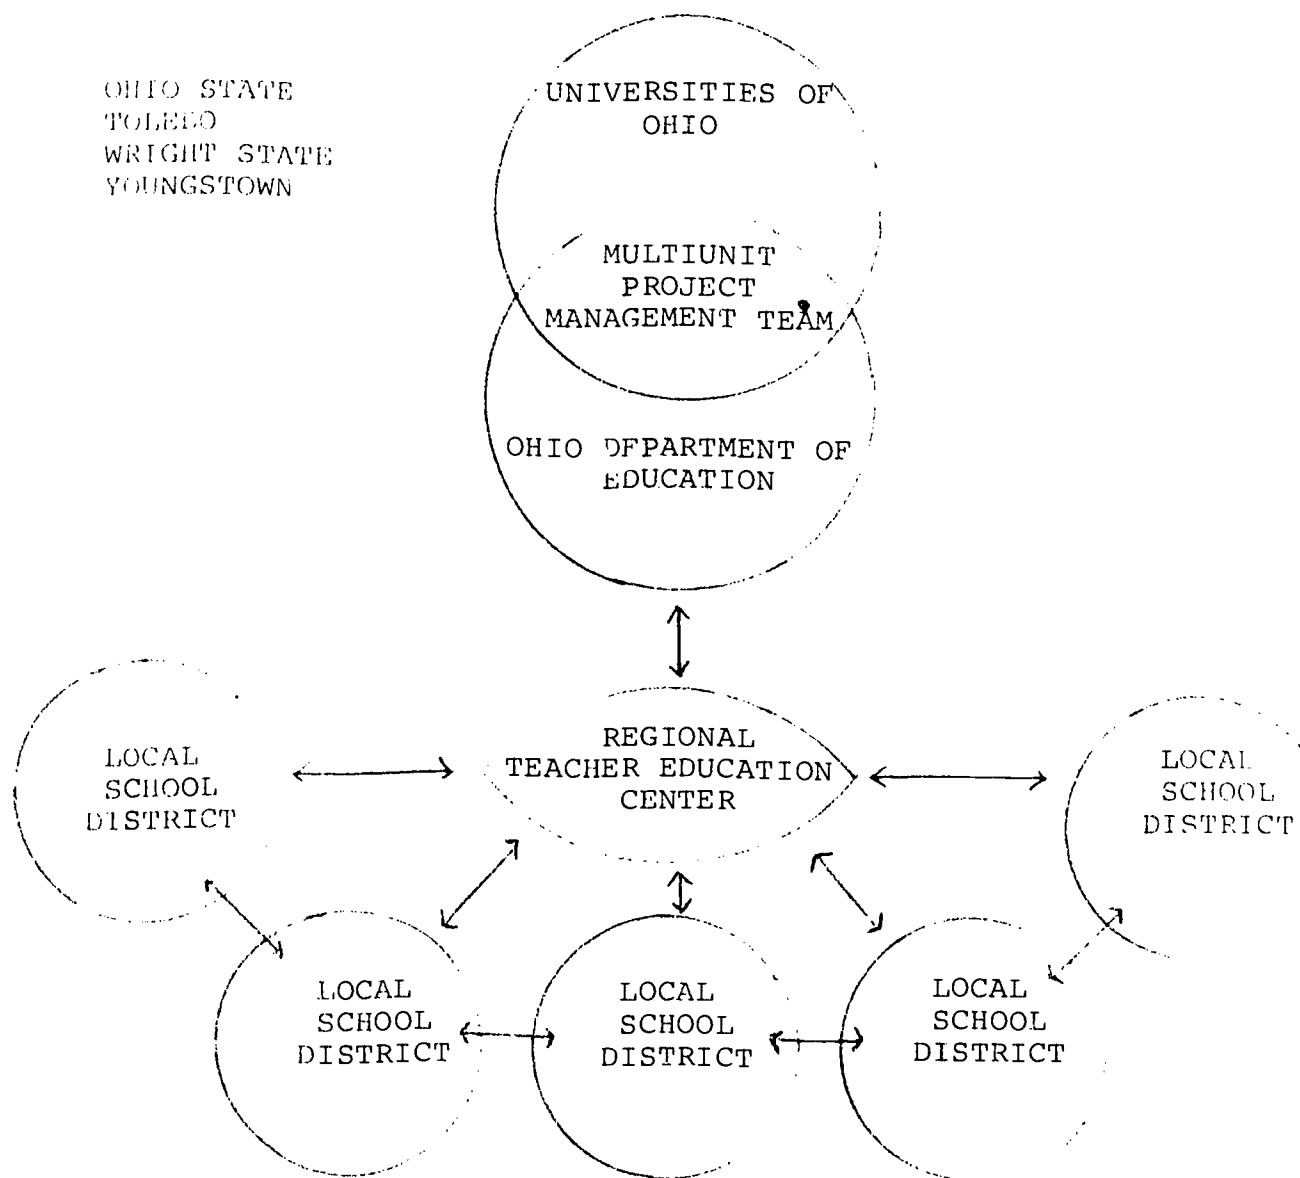 OHIO STATE
TOLEDO
WRIGHT STATE
YOUNGSTOWN
UNIVERSITIES OF
OHIO
MULTIUNIT
PROJECT
MANAGEMENT TEAM
OHIO DEPARTMENT OF
EDUCATION
REGIONAL
TEACHER EDUCATION
CENTER
LOCAL
SCHOOL
DISTRICT
LOCAL
SCHOOL
DISTRICT
LOCAL
SCHOOL
DISTRICT
LOCAL
SCHOOL
DISTRICT
LOCAL
SCHOOL
DISTRICT